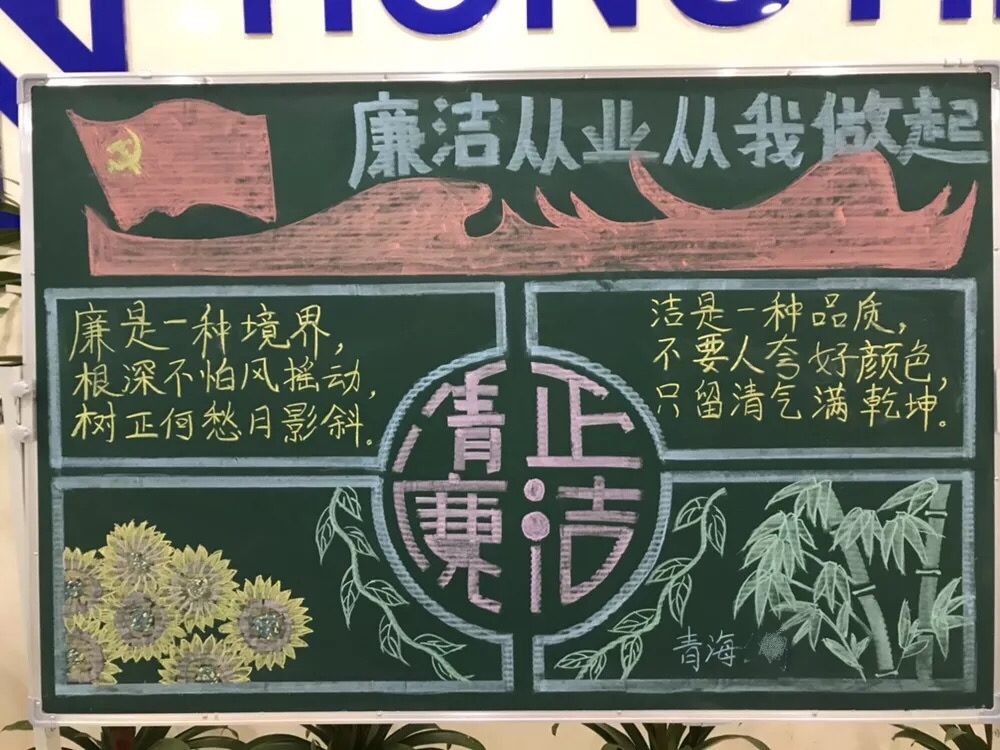 廉洁从业从我做起
廉是一种境界，
根深不怕风摇动，
树正何愁月影斜。
洁是一种品质，
不要人夸好颜色，
只留清气满乾坤。
清正
廉洁
青海